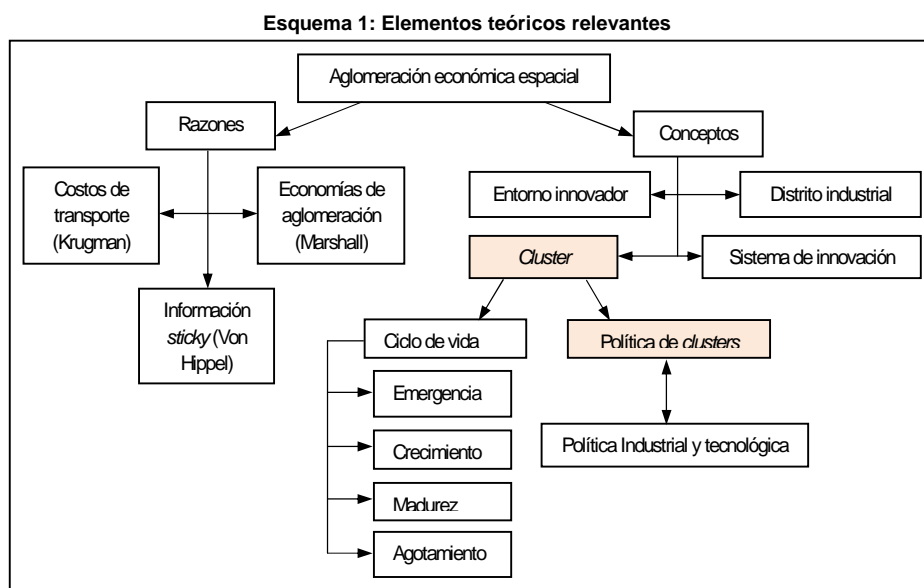 Esquema 1: Elementos teóricos relevantes
Aglomeración económica espacial
Razones
Conceptos
Costos de
transporte
(Krugman)
Economías de
aglomeración
(Marshall)
Entorno innovador
Distrito industrial
Cluster
Sistema de innovación
Información
sticky (Von
Hippel)
Ciclo de vida
Política de clusters
Emergencia
Crecimiento
Política Industrial y tecnológica
Madurez
Agotamiento